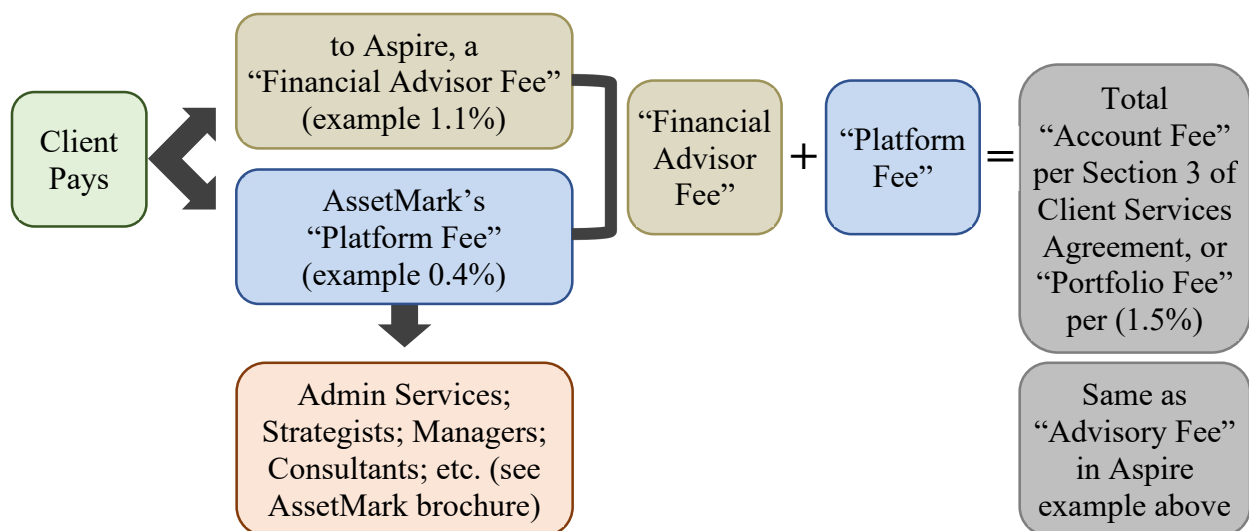 Client
Pays
to Aspire, a
“Financial Advisor Fee”
(example 1.1%)
AssetMark’s
“Platform Fee”
(example 0.4%)
Admin Services;
Strategists; Managers;
Consultants; etc. (see
AssetMark brochure)
“Financial
Advisor
Fee”
+
“Platform
Fee”
=
Total
“Account Fee”
per Section 3 of
Client Services
Agreement, or
“Portfolio Fee”
per (1.5%)
Same as
“Advisory Fee”
in Aspire
example above